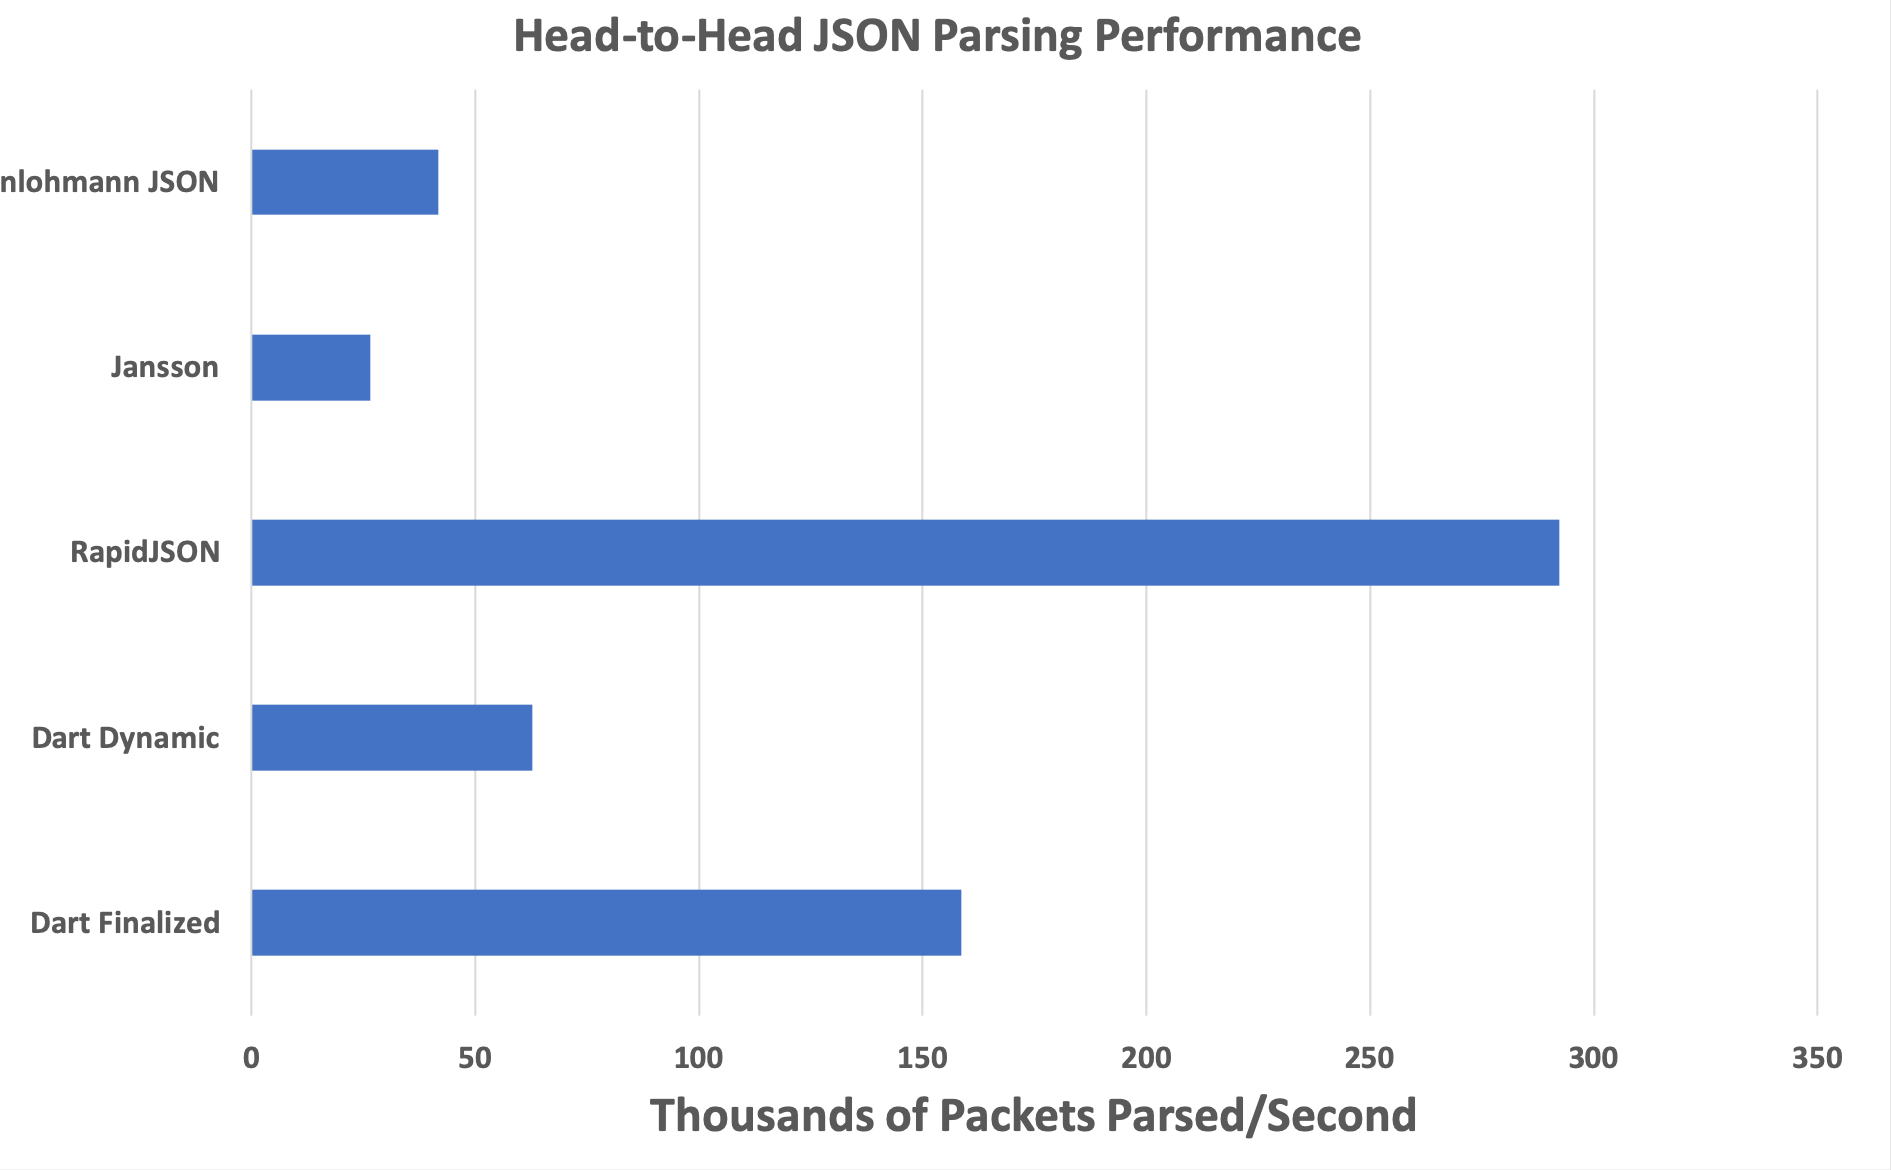 Head-to-Head JSON Parsing Performance
nlohmann JSON
Jansson
RapidJSON
Dart Dynamic
Dart Finalized
0 50 100 150 200 250 300 350
Thousands of Packets Parsed/Second